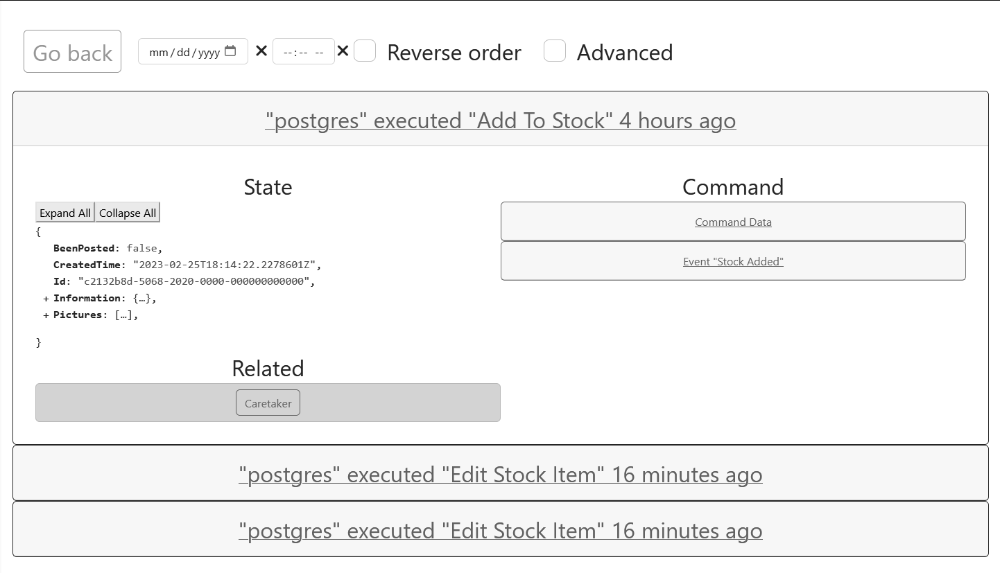 Go back mm/dd/yyyy × --:-- -- × Reverse order Advanced
"postgres" executed "Add To Stock" 4 hours ago
State
Expand All Collapse All
{
BeenPosted: false,
CreatedTime: "2023-02-25T18:14:22.2278601Z",
Id: "c2132b8d-5068-2020-0000-000000000000",
+ Information: {…},
+ Pictures: […],
}
Related
Caretaker
Command
Command Data
Event "Stock Added"
"postgres" executed "Edit Stock Item" 16 minutes ago
"postgres" executed "Edit Stock Item" 16 minutes ago